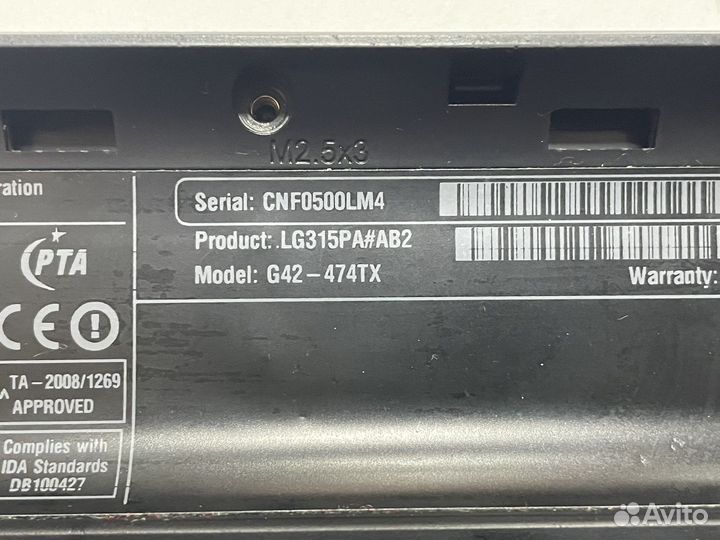 M2.5x3
ration
Serial: CNF0500LM4
Product: LG315PA#AB2
Model: G42-474TX
Warranty:
PTA
CE
TA-2008/1269
APPROVED
Complies with
IDA Standards
DB100427
Avito